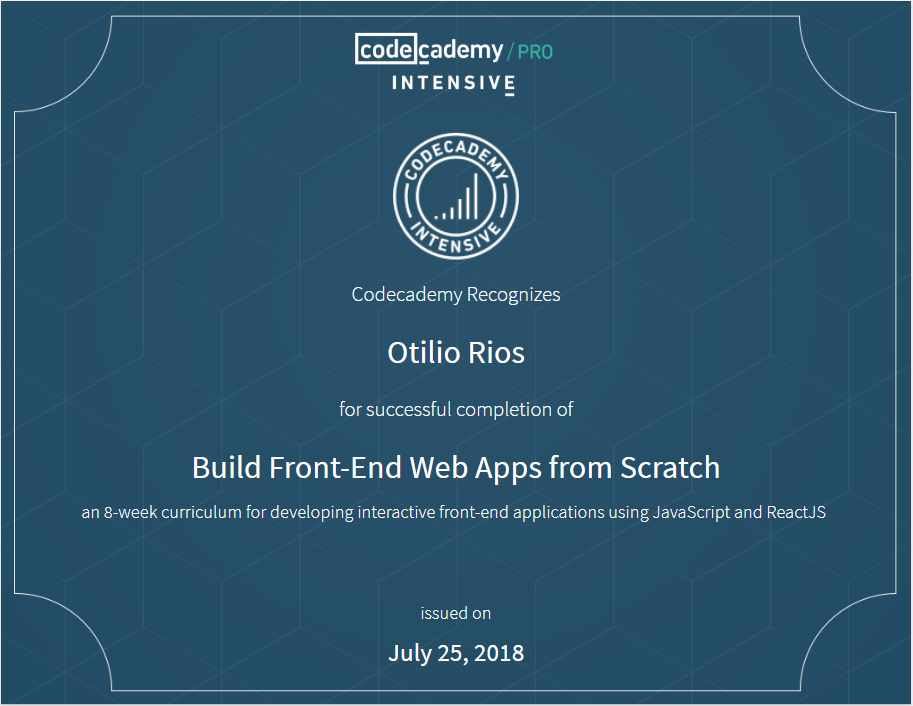 codecademy/PRO
INTENSIVE
CODECADEMY
INTENSIVE
Codecademy Recognizes
Otilio Rios
for successful completion of
Build Front-End Web Apps from Scratch
an 8-week curriculum for developing interactive front-end applications using JavaScript and ReactJS
issued on
July 25, 2018